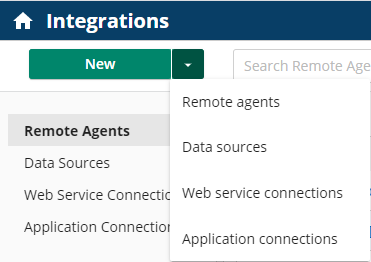 Integrations
New
Search Remote Age
Remote agents
Data sources
Web service connections
Application connections
Remote Agents
Data Sources
Web Service Connectio
Application Connection